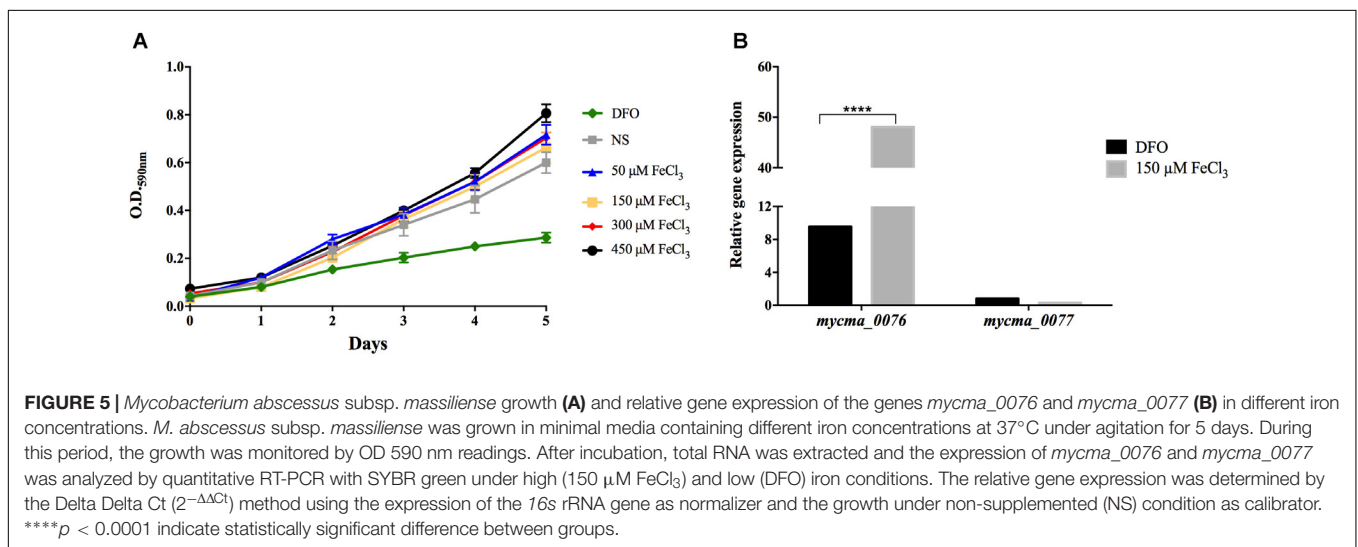 A
1.0
0.8
0.6
0.4
0.2
0.0
O.D.590nm
0 1 2 3 4 5
Days
DFO
NS
50 µM FeCl3
150 µM FeCl3
300 µM FeCl3
450 µM FeCl3
B
60
50
40
12
8
4
0
Relative gene expression
****
mycma_0076 mycma_0077
DFO
150 µM FeCl3
FIGURE 5 | Mycobacterium abscessus subsp. massiliense growth (A) and relative gene expression of the genes mycma_0076 and mycma_0077 (B) in different iron
concentrations. M. abscessus subsp. massiliense was grown in minimal media containing different iron concentrations at 37°C under agitation for 5 days. During
this period, the growth was monitored by OD 590 nm readings. After incubation, total RNA was extracted and the expression of mycma_0076 and mycma_0077
was analyzed by quantitative RT-PCR with SYBR green under high (150 µM FeCl3) and low (DFO) iron conditions. The relative gene expression was determined by
the Delta Delta Ct (2−ΔΔCt) method using the expression of the 16s rRNA gene as normalizer and the growth under non-supplemented (NS) condition as calibrator.
****p < 0.0001 indicate statistically significant difference between groups.